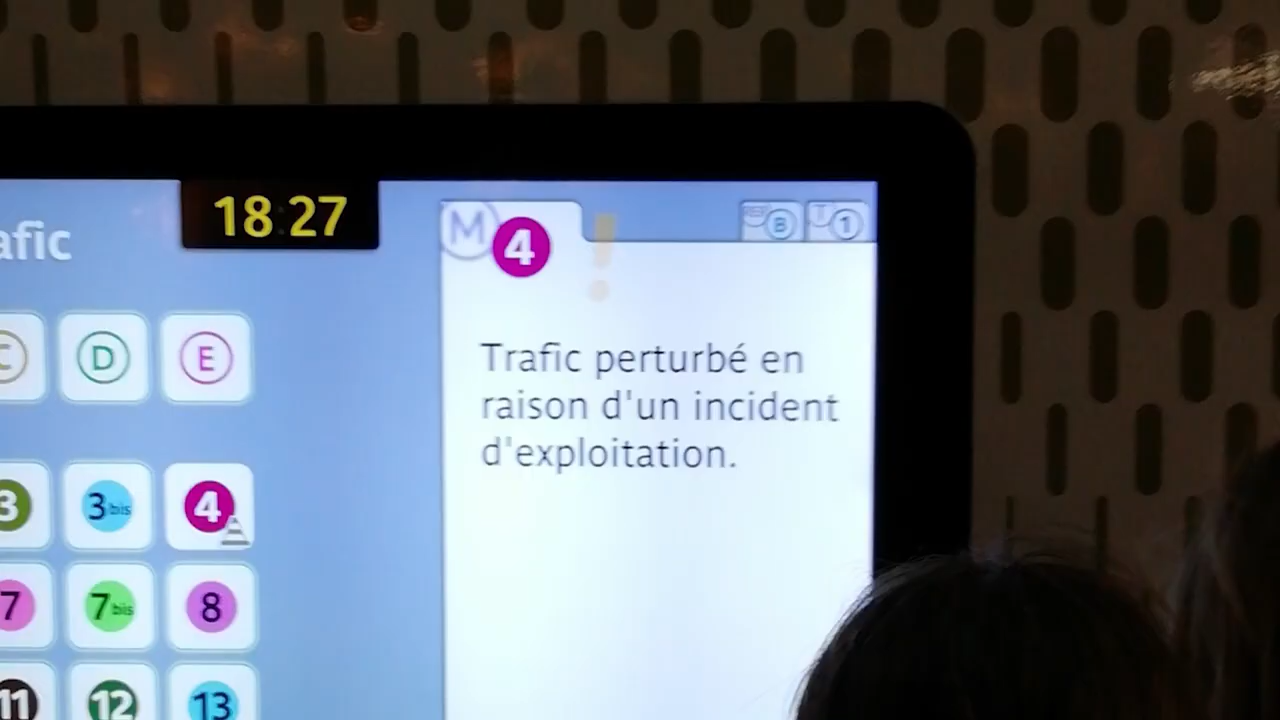 afic
18:27
M 4 !
RER B T 1
Trafic perturbé en
raison d'un incident
d'exploitation.
C D E
3 3bis 4
7 7bis 8
11 12 13